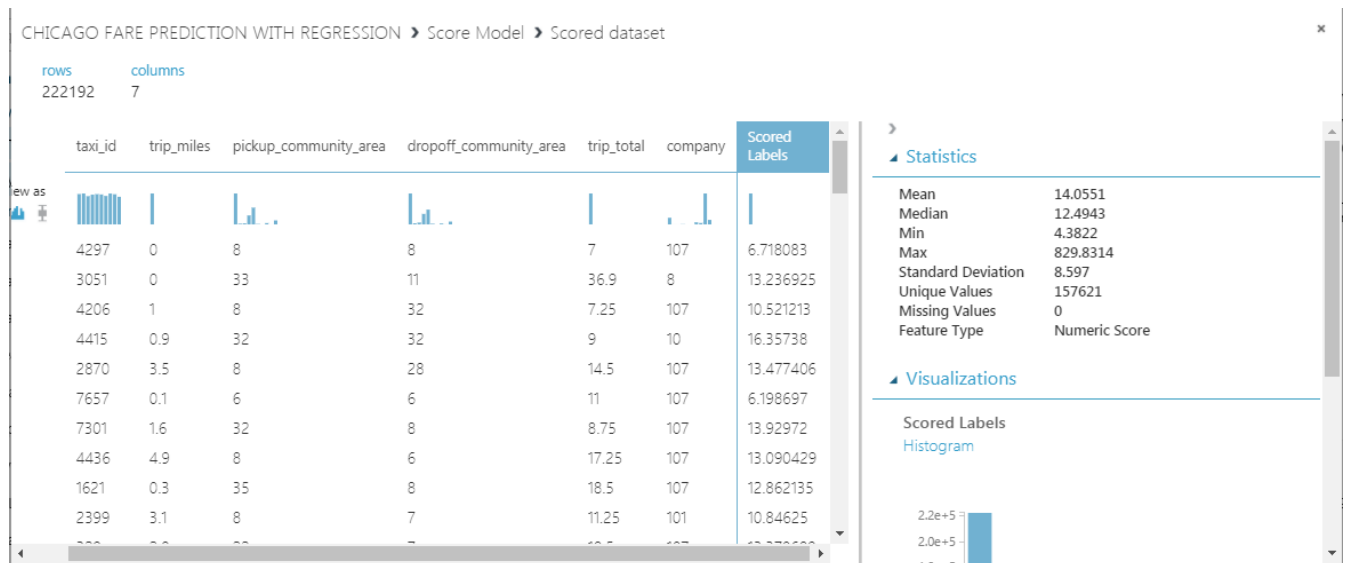 CHICAGO FARE PREDICTION WITH REGRESSION > Score Model > Scored dataset
rows columns
222192 7
taxi_id trip_miles pickup_community_area dropoff_community_area trip_total company Scored Labels
ew as
4297 0 8 8 7 107 6.718083
3051 0 33 11 36.9 8 13.236925
4206 1 8 32 7.25 107 10.521213
4415 0.9 32 32 9 10 16.35738
2870 3.5 8 28 14.5 107 13.477406
7657 0.1 6 6 11 107 6.198697
7301 1.6 32 8 8.75 107 13.92972
4436 4.9 8 6 17.25 107 13.090429
1621 0.3 35 8 18.5 107 12.862135
2399 3.1 8 7 11.25 101 10.84625
Statistics
Mean 14.0551
Median 12.4943
Min 4.3822
Max 829.8314
Standard Deviation 8.597
Unique Values 157621
Missing Values 0
Feature Type Numeric Score
Visualizations
Scored Labels
Histogram
2.2e+5
2.0e+5